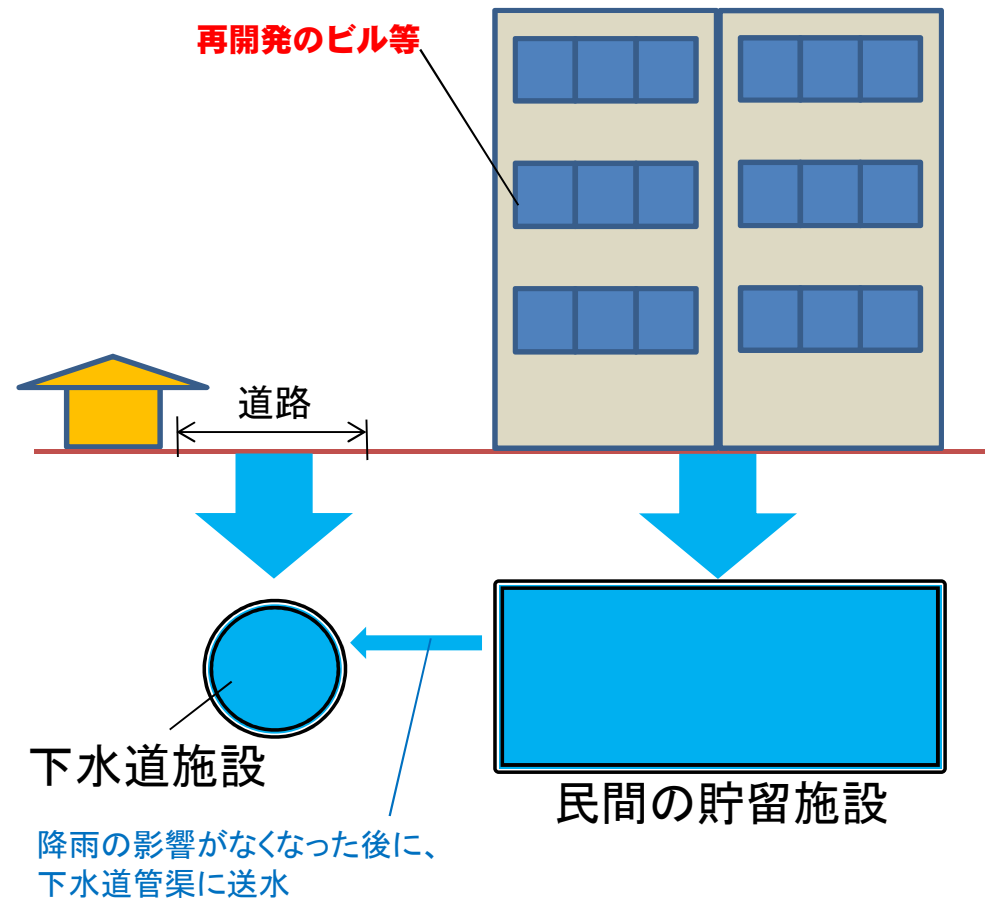 再開発のビル等
道路
下水道施設
民間の貯留施設
降雨の影響がなくなった後に、
下水道管渠に送水